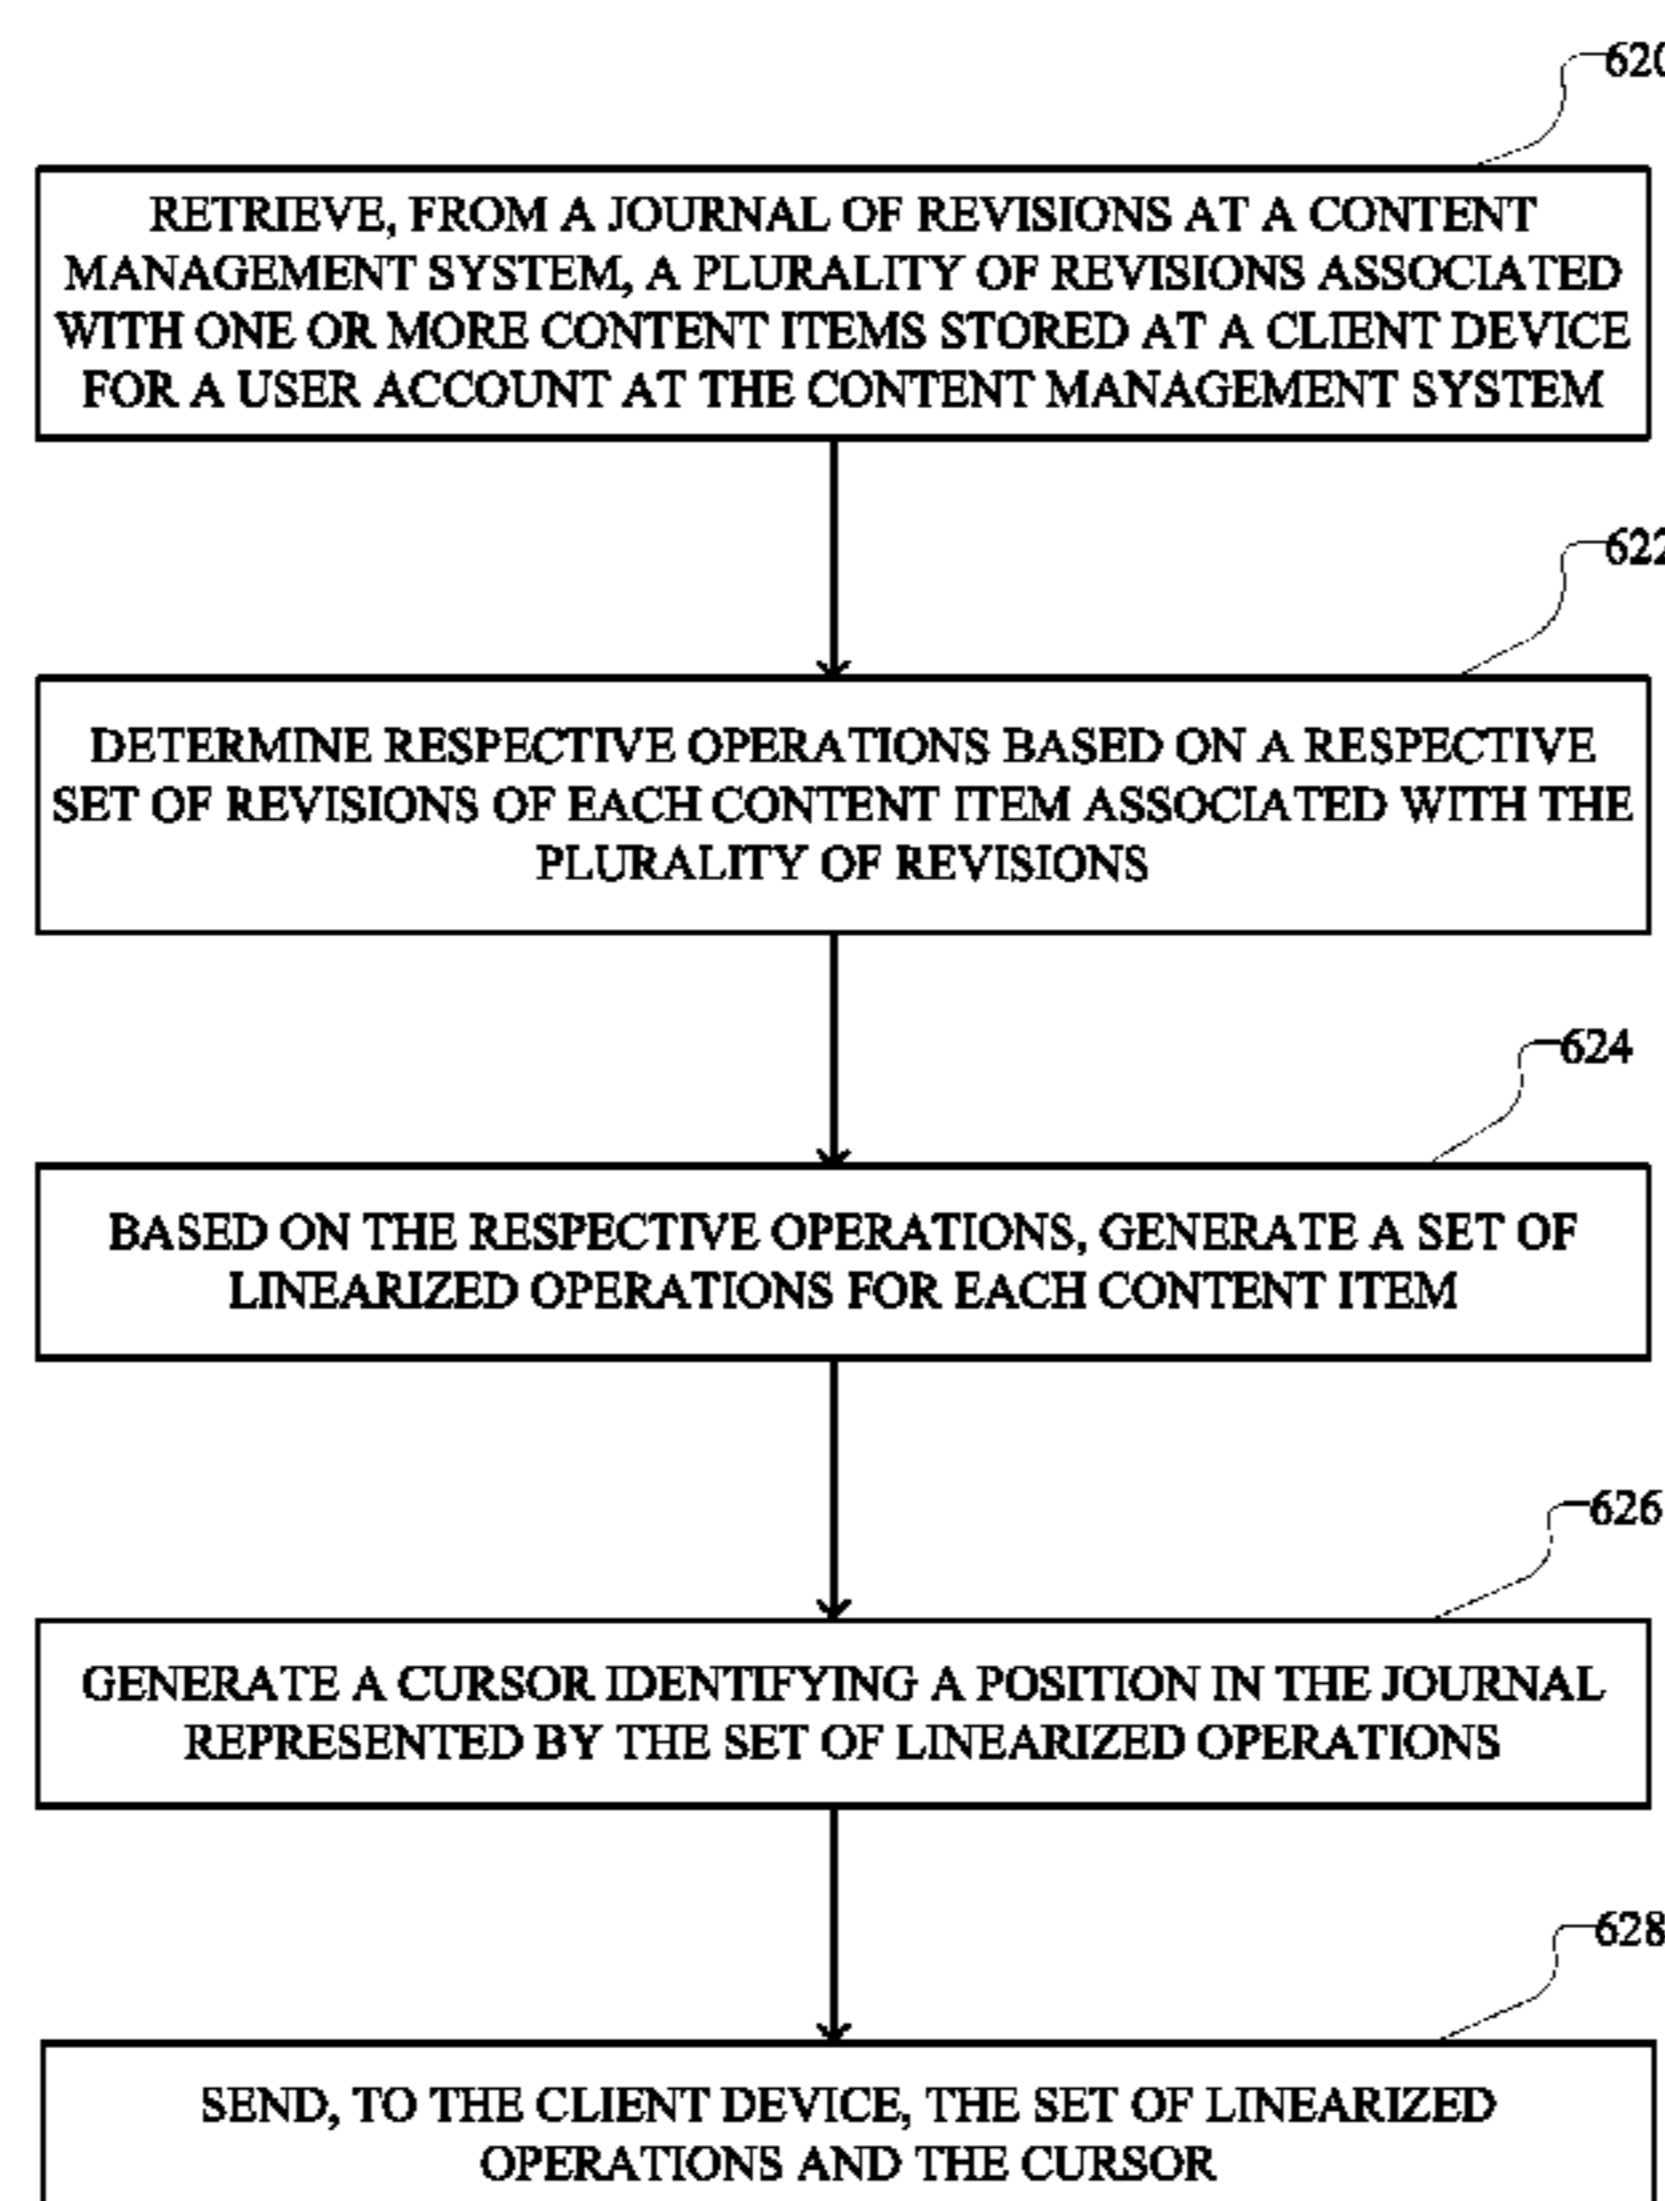 620
RETRIEVE, FROM A JOURNAL OF REVISIONS AT A CONTENT
MANAGEMENT SYSTEM, A PLURALITY OF REVISIONS ASSOCIATED
WITH ONE OR MORE CONTENT ITEMS STORED AT A CLIENT DEVICE
FOR A USER ACCOUNT AT THE CONTENT MANAGEMENT SYSTEM
622
DETERMINE RESPECTIVE OPERATIONS BASED ON A RESPECTIVE
SET OF REVISIONS OF EACH CONTENT ITEM ASSOCIATED WITH THE
PLURALITY OF REVISIONS
624
BASED ON THE RESPECTIVE OPERATIONS, GENERATE A SET OF
LINEARIZED OPERATIONS FOR EACH CONTENT ITEM
626
GENERATE A CURSOR IDENTIFYING A POSITION IN THE JOURNAL
REPRESENTED BY THE SET OF LINEARIZED OPERATIONS
628
SEND, TO THE CLIENT DEVICE, THE SET OF LINEARIZED
OPERATIONS AND THE CURSOR